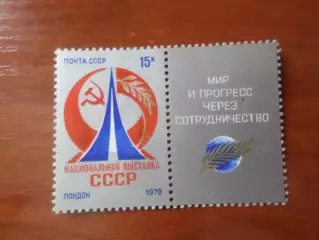 ПОЧТА СССР 15к
НАЦИОНАЛЬНАЯ ВЫСТАВКА
СССР
ЛОНДОН 1979
МИР
И ПРОГРЕСС
ЧЕРЕЗ
СОТРУДНИЧЕСТВО